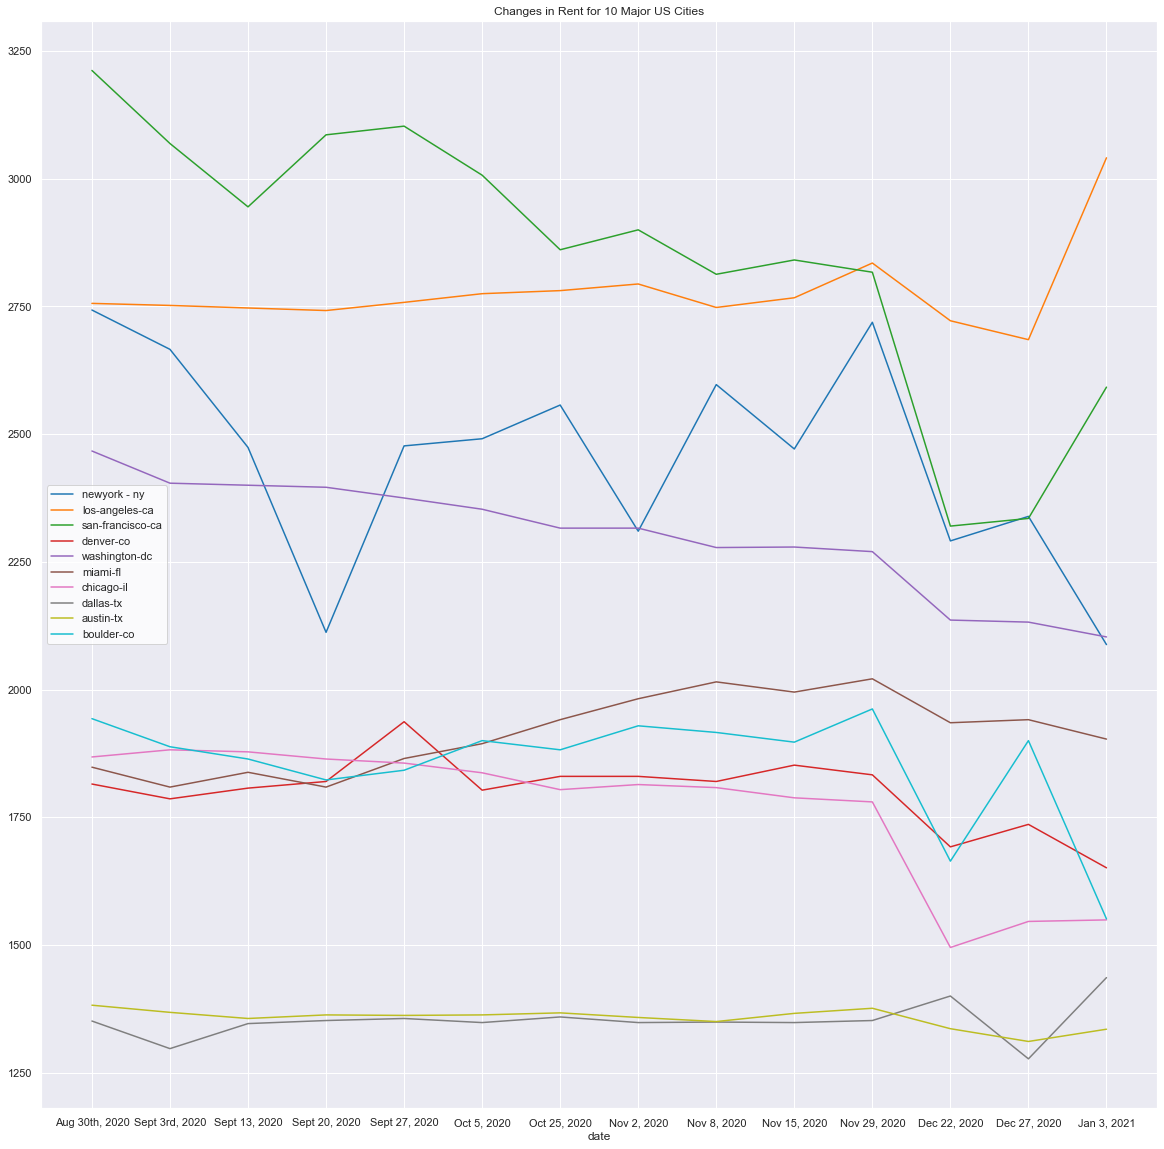 Changes in Rent for 10 Major US Cities
3250
3000
2750
2500
2250
2000
1750
1500
1250
newyork - ny
los-angeles-ca
san-francisco-ca
denver-co
washington-dc
miami-fl
chicago-il
dallas-tx
austin-tx
boulder-co
Aug 30th, 2020 Sept 3rd, 2020 Sept 13, 2020 Sept 20, 2020 Sept 27, 2020 Oct 5, 2020 Oct 25, 2020 Nov 2, 2020 Nov 8, 2020 Nov 15, 2020 Nov 29, 2020 Dec 22, 2020 Dec 27, 2020 Jan 3, 2021
date